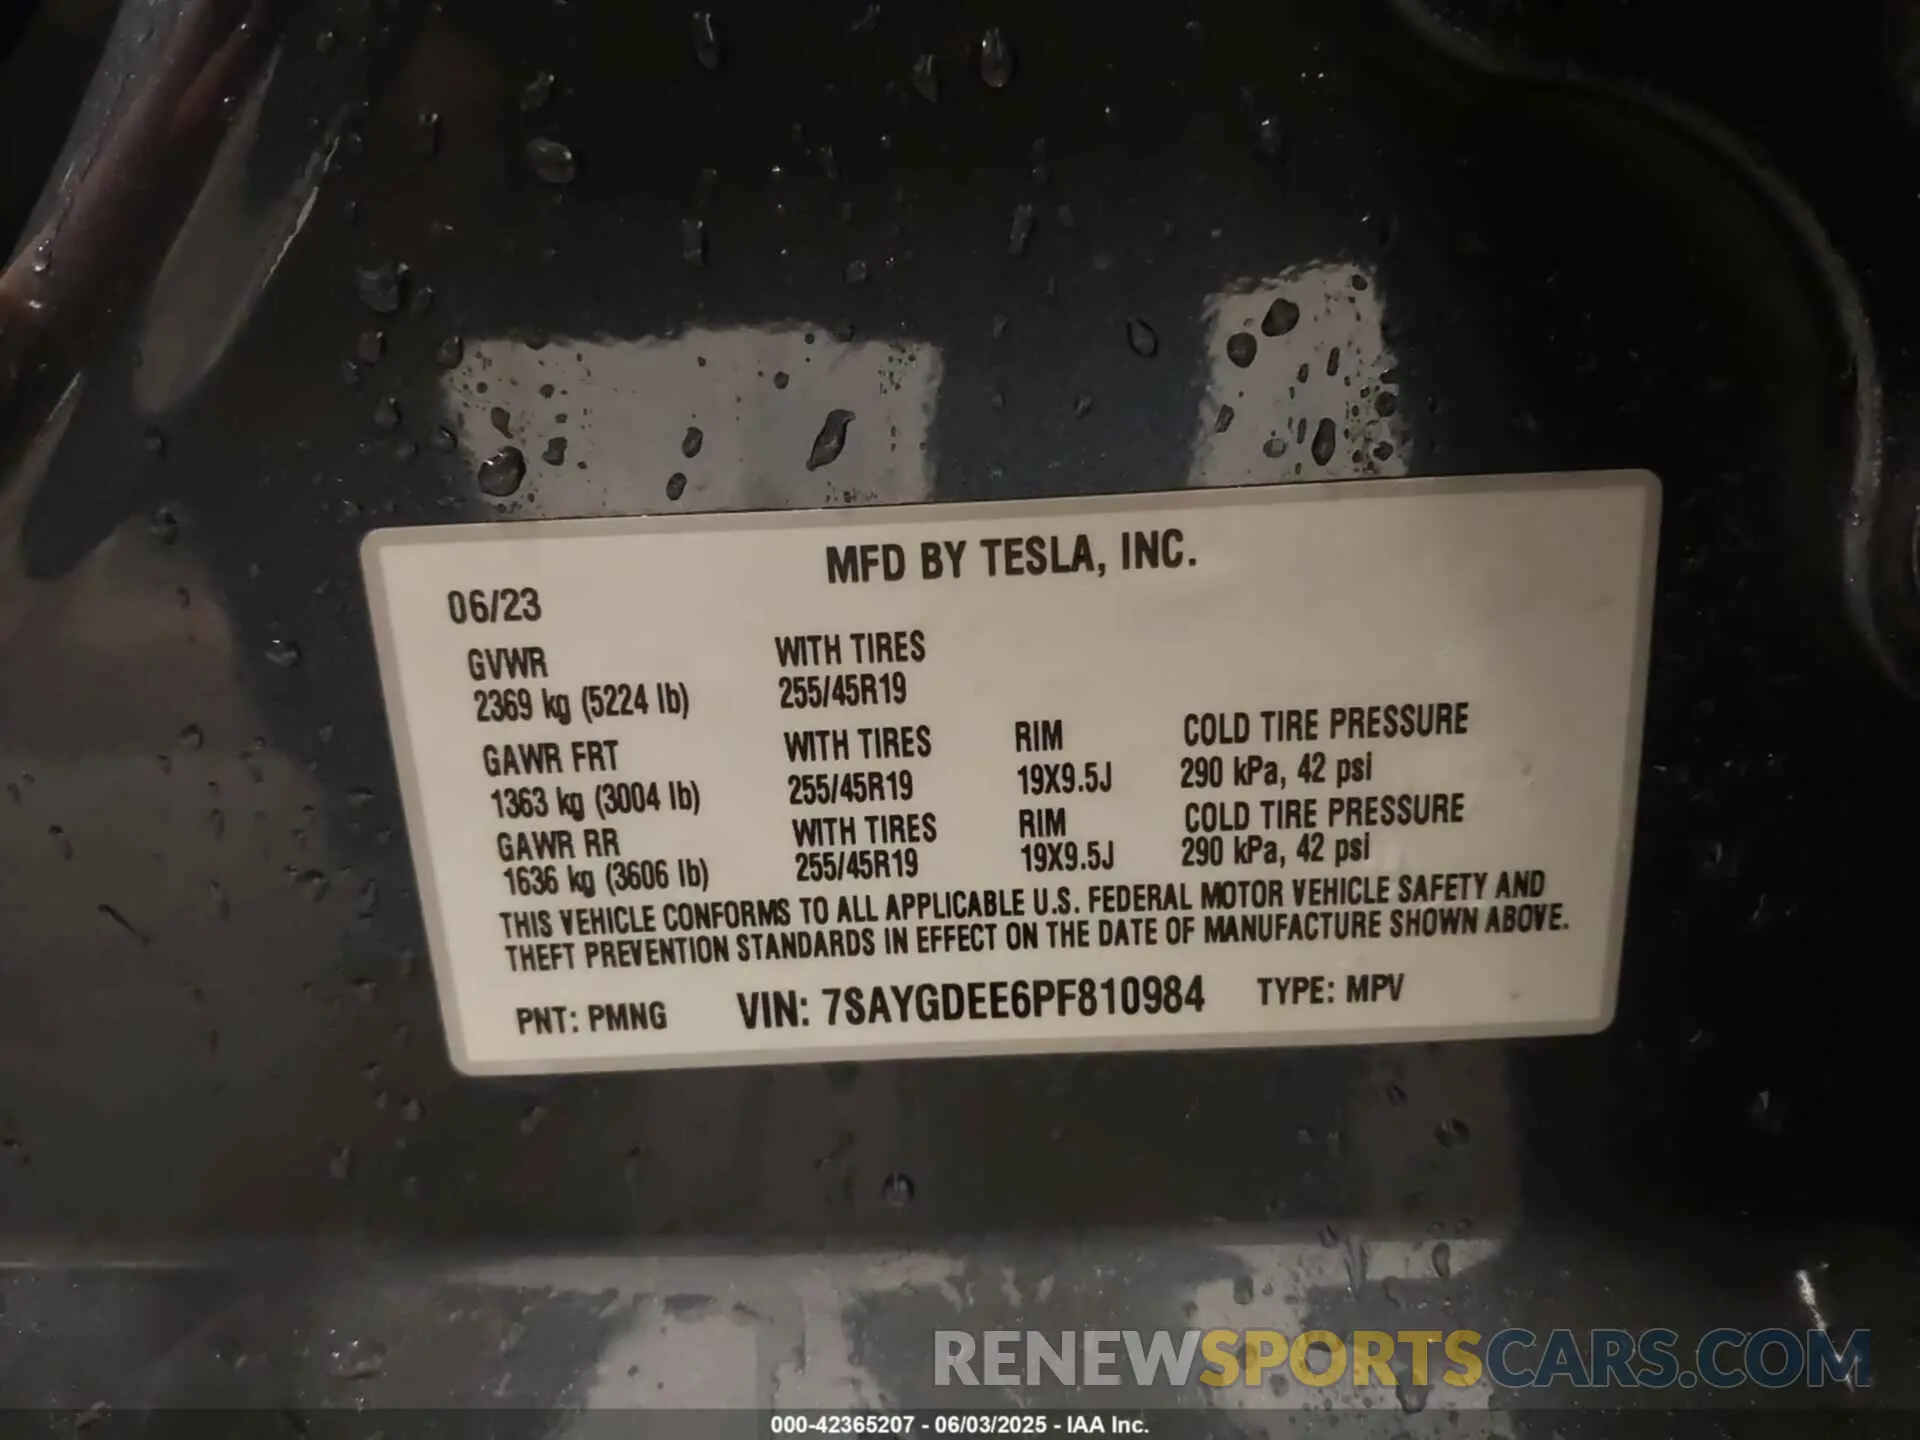 MFD BY TESLA, INC.
06/23
GVWR WITH TIRES
2369 kg (5224 lb) 255/45R19
GAWR FRT WITH TIRES RIM COLD TIRE PRESSURE
1363 kg (3004 lb) 255/45R19 19X9.5J 290 kPa, 42 psi
GAWR RR WITH TIRES RIM COLD TIRE PRESSURE
1636 kg (3606 lb) 255/45R19 19X9.5J 290 kPa, 42 psi
THIS VEHICLE CONFORMS TO ALL APPLICABLE U.S. FEDERAL MOTOR VEHICLE SAFETY AND
THEFT PREVENTION STANDARDS IN EFFECT ON THE DATE OF MANUFACTURE SHOWN ABOVE.
PNT: PMNG VIN: 7SAYGDEE6PF810984 TYPE: MPV
RENEWSPORTSCARS.COM
000-42365207 - 06/03/2025 - IAA Inc.